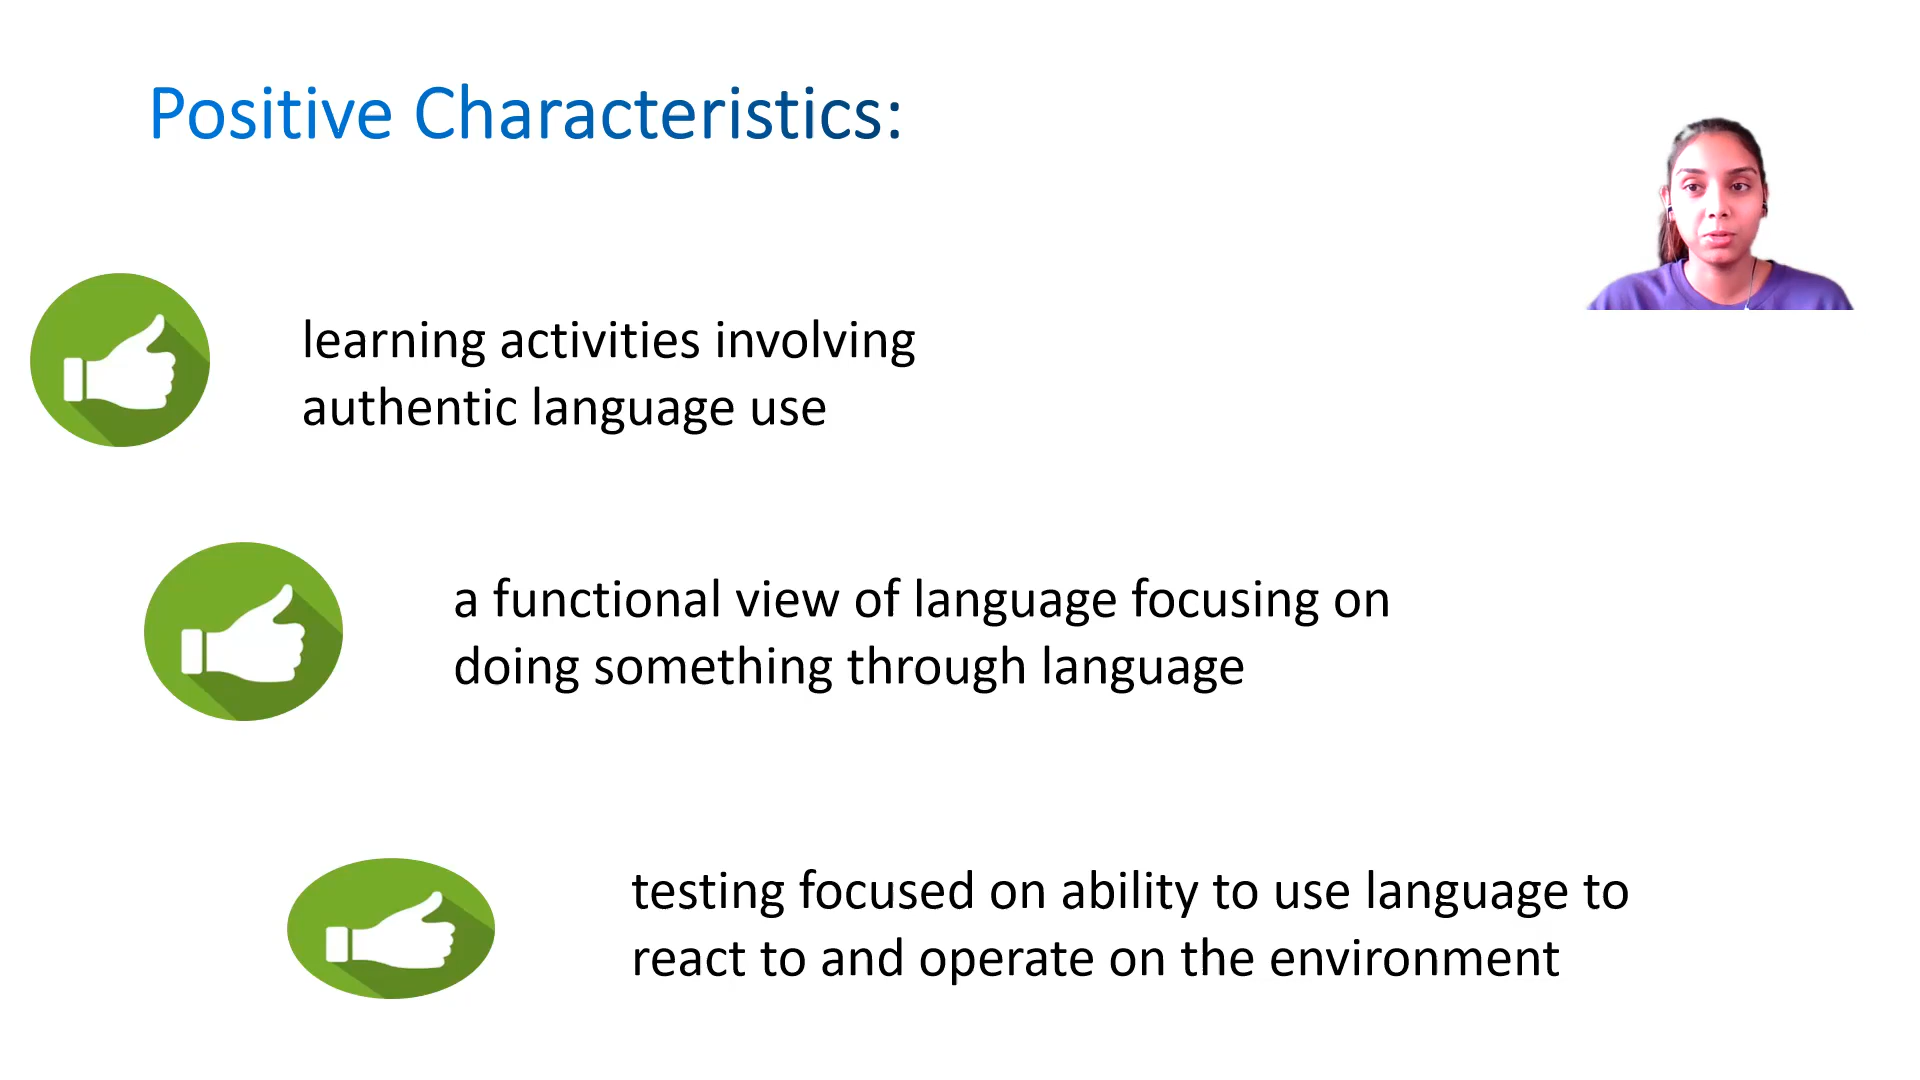 Positive Characteristics:
learning activities involving
authentic language use
a functional view of language focusing on
doing something through language
testing focused on ability to use language to
react to and operate on the environment